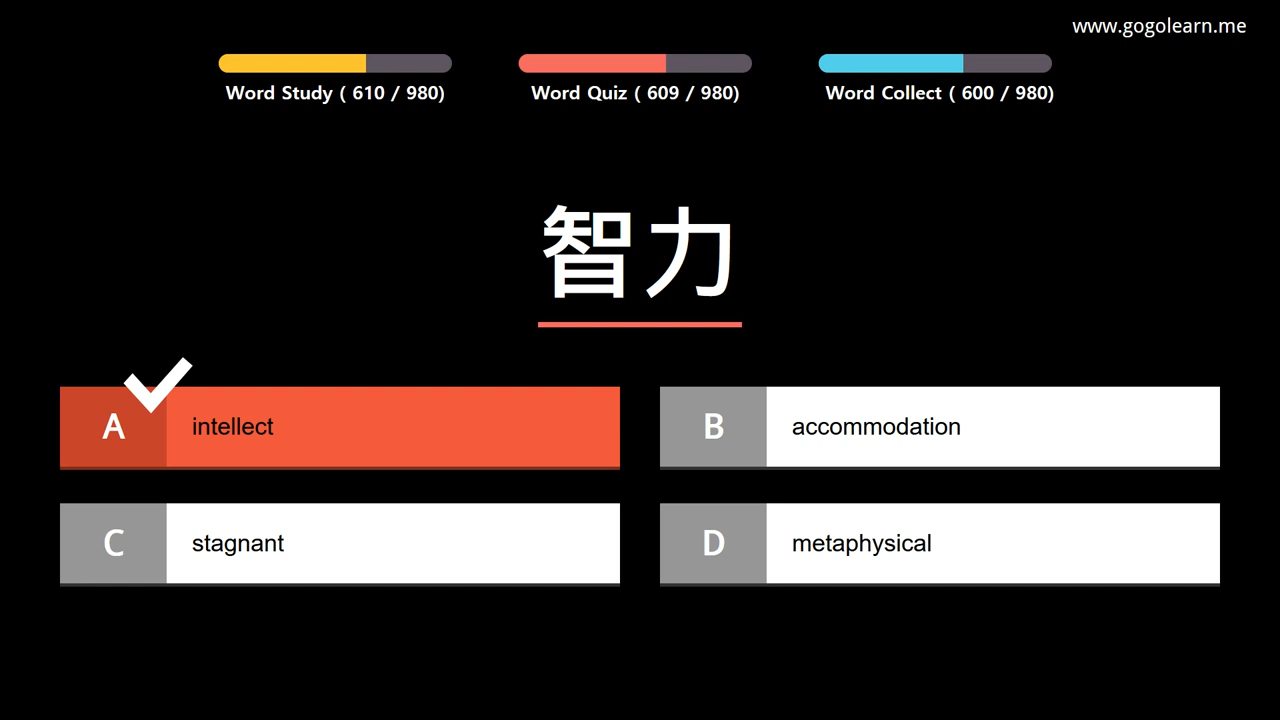 www.gogolearn.me
Word Study ( 610 / 980)
Word Quiz ( 609 / 980)
Word Collect ( 600 / 980)
智力
A intellect
B accommodation
C stagnant
D metaphysical